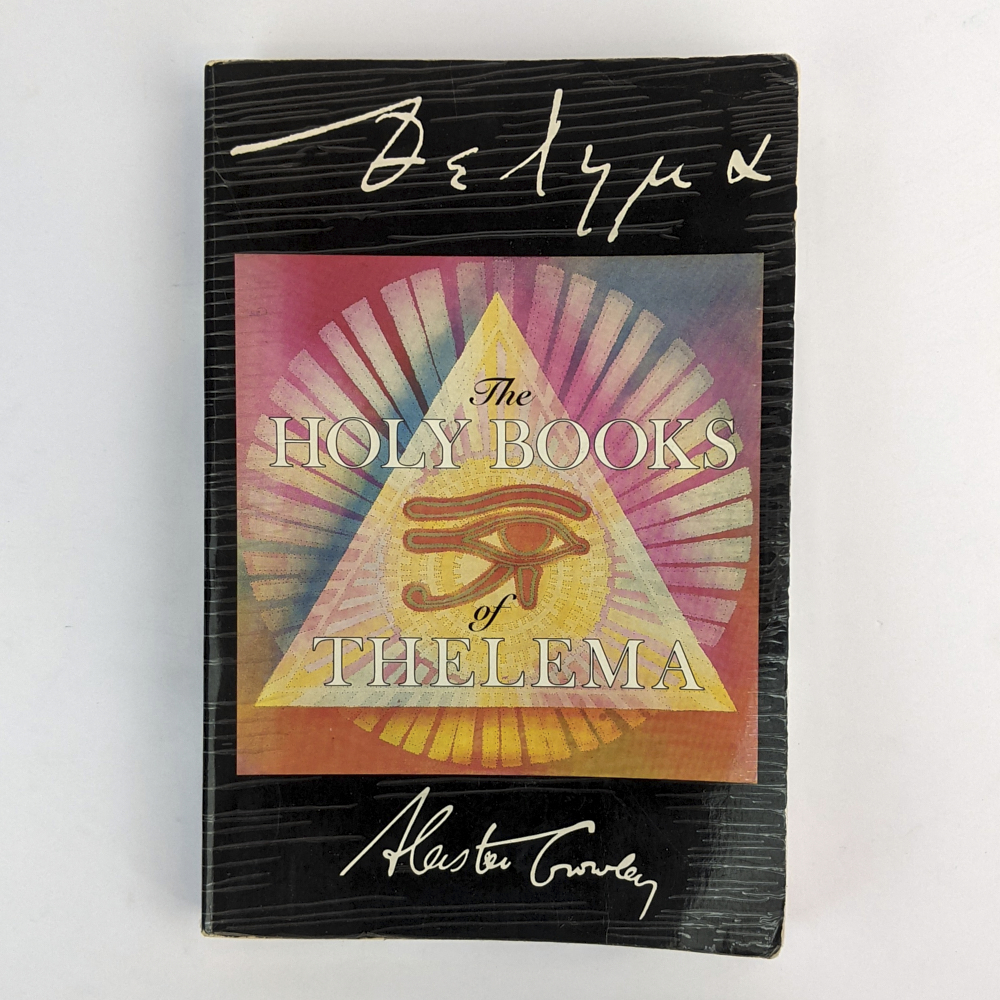 θελημα
The
HOLY BOOKS
of
THELEMA
Aleister Crowley